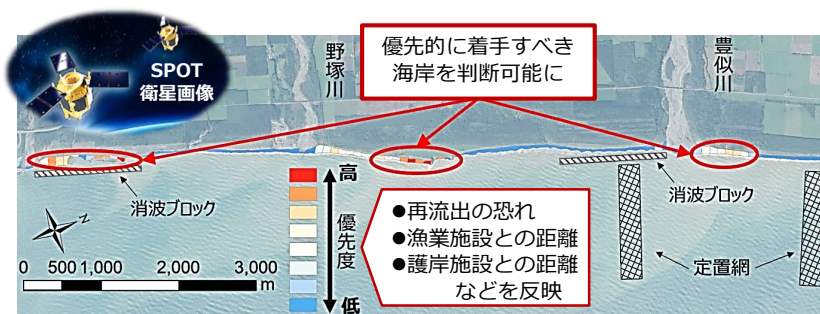 SPOT
衛星画像
野塚川
優先的に着手すべき
海岸を判断可能に
豊似川
消波ブロック
高
優先度
低
●再流出の恐れ
●漁業施設との距離
●護岸施設との距離
などを反映
消波ブロック
定置網
N
0 500 1,000 2,000 3,000
m